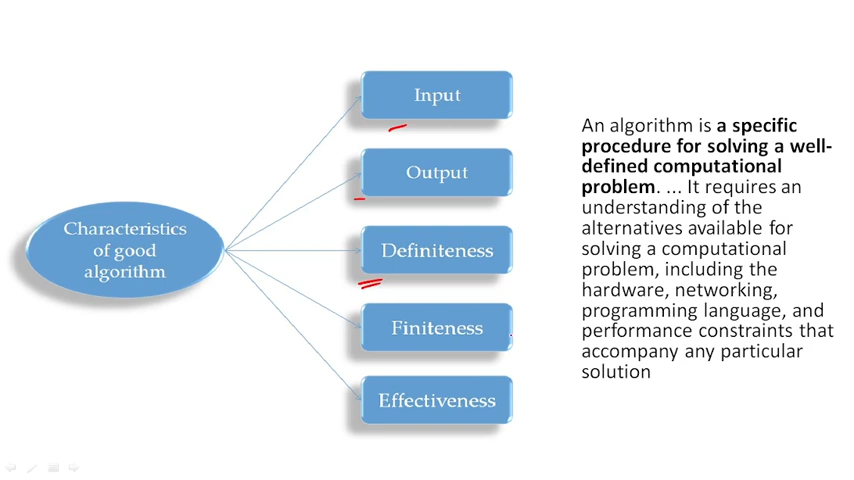 Input
Output
Characteristics
of good
algorithm
Definiteness
Finiteness
Effectiveness
An algorithm is a specific
procedure for solving a well-
defined computational
problem. ... It requires an
understanding of the
alternatives available for
solving a computational
problem, including the
hardware, networking,
programming language, and
performance constraints that
accompany any particular
solution